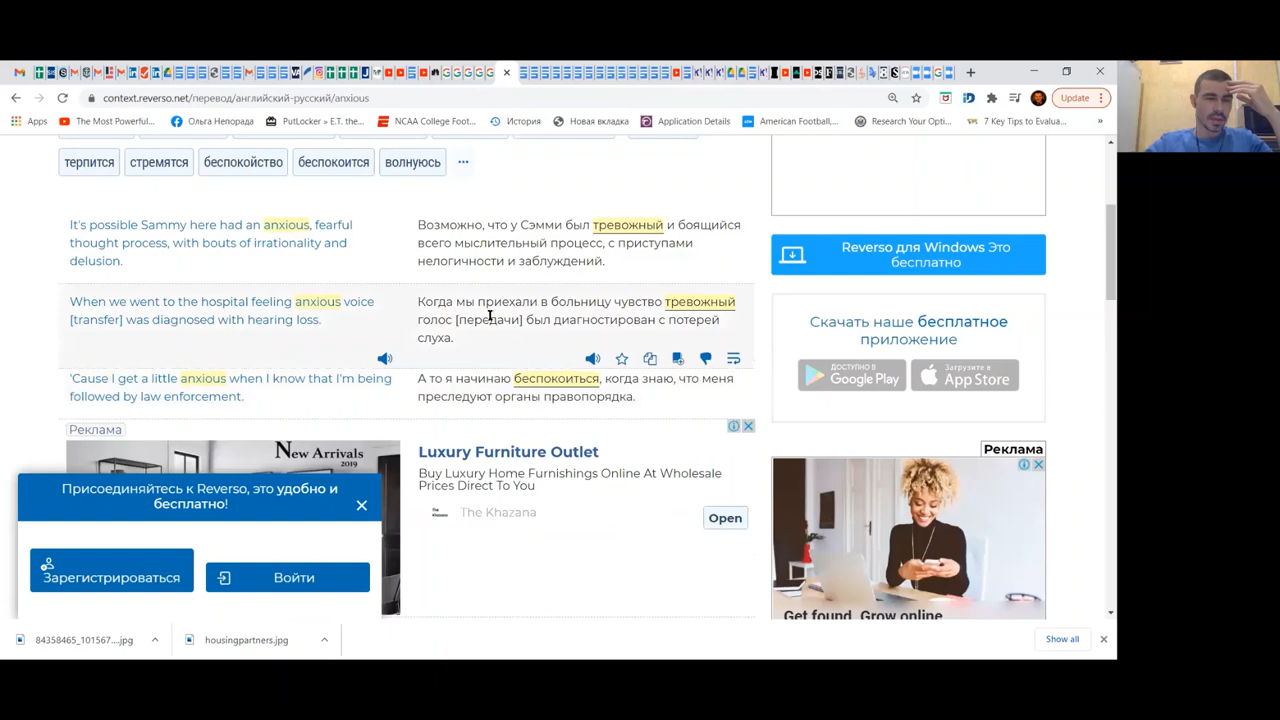 context.reverso.net/перевод/английский-русский/anxious
Update
Apps
The Most Powerful...
Ольга Непорада
PutLocker » E.T. the...
NCAA College Foot...
История
Новая вкладка
Application Details
American Football,...
Research Your Opti...
7 Key Tips to Evalua...
»
терпится
стремятся
беспокойство
беспокоится
волнуюсь
...
It's possible Sammy here had an anxious, fearful
thought process, with bouts of irrationality and
delusion.
Возможно, что у Сэмми был тревожный и боящийся
всего мыслительный процесс, с приступами
нелогичности и заблуждений.
When we went to the hospital feeling anxious voice
[transfer] was diagnosed with hearing loss.
Когда мы приехали в больницу чувство тревожный
голос [передачи] был диагностирован с потерей
слуха.
'Cause I get a little anxious when I know that I'm being
followed by law enforcement.
А то я начинаю беспокоиться, когда знаю, что меня
преследуют органы правопорядка.
Reverso для Windows Это
бесплатно
Скачать наше бесплатное
приложение
ДОСТУПНО В
Google Play
Загрузите в
App Store
Реклама
New Arrivals
2019
Luxury Furniture Outlet
Buy Luxury Home Furnishings Online At Wholesale
Prices Direct To You
The Khazana
Open
Реклама
Get found. Grow online.
Присоединяйтесь к Reverso, это удобно и
бесплатно!
Зарегистрироваться
Войти
84358465_101567....jpg
housingpartners.jpg
Show all